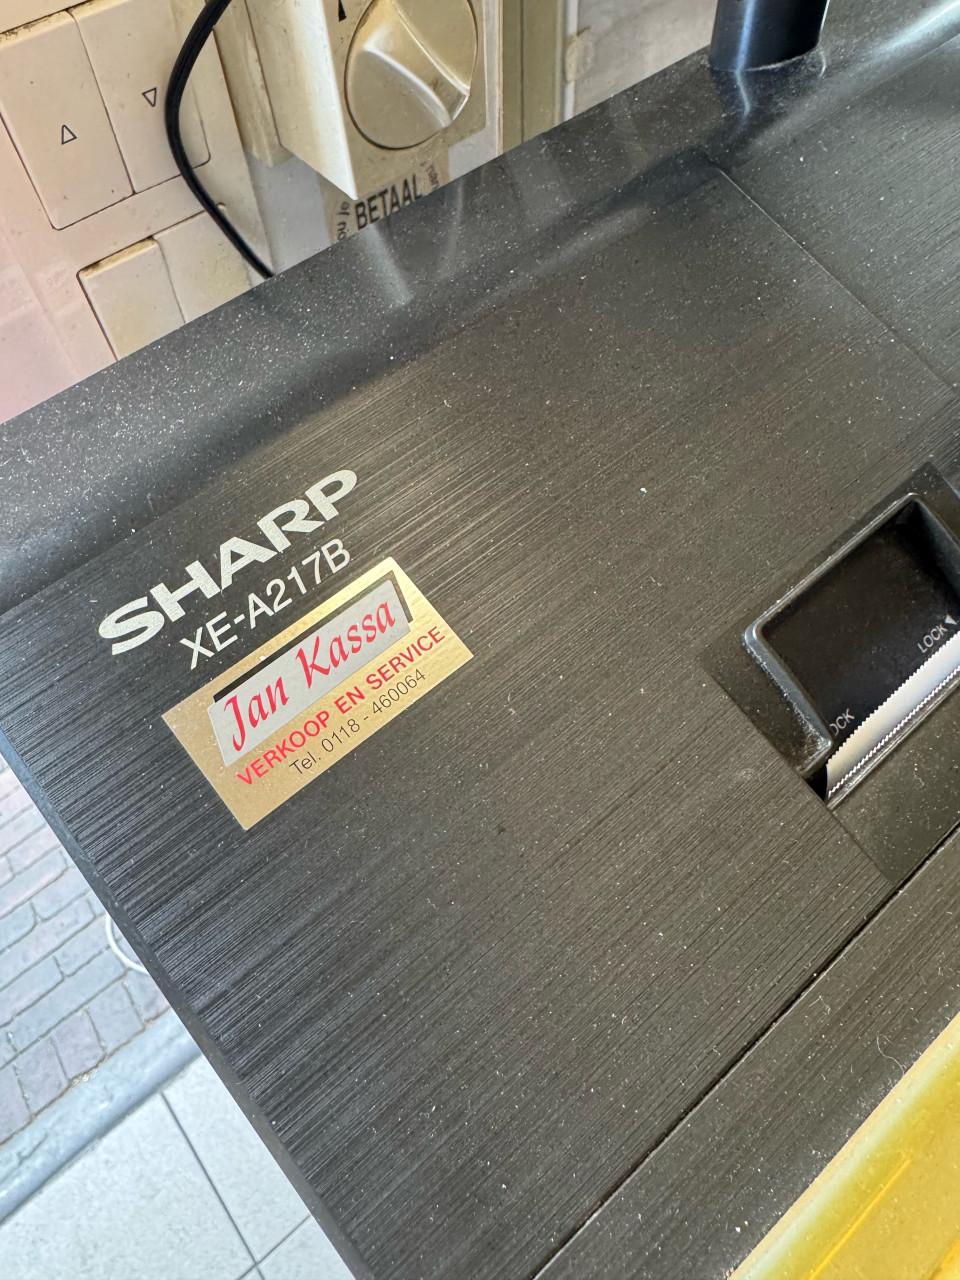 BETAAL
SHARP
XE-A217B
Jan Kassa
VERKOOP EN SERVICE
Tel. 0118 - 460064
LOCK